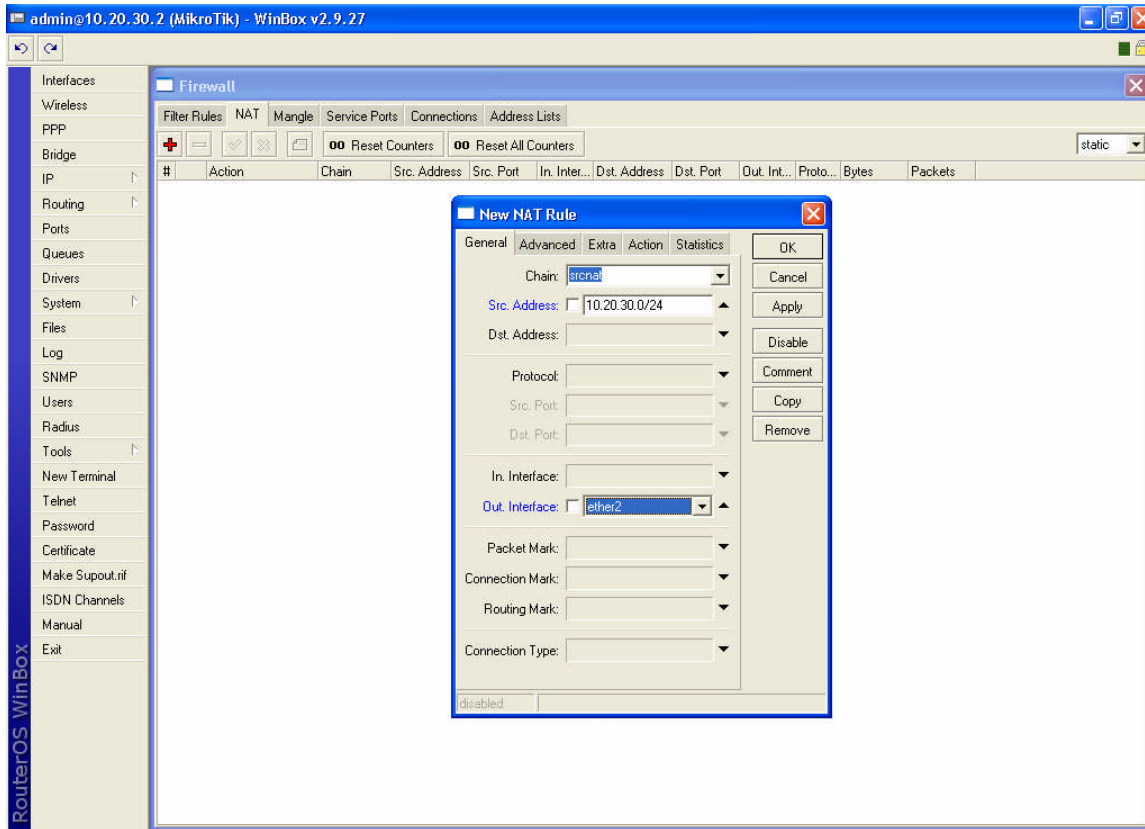 admin@10.20.30.2 (MikroTik) - WinBox v2.9.27
Interfaces
Wireless
PPP
Bridge
IP
Routing
Ports
Queues
Drivers
System
Files
Log
SNMP
Users
Radius
Tools
New Terminal
Telnet
Password
Certificate
Make Supout.rif
ISDN Channels
Manual
Exit
RouterOS WinBox
Firewall
Filter Rules NAT Mangle Service Ports Connections Address Lists
00 Reset Counters 00 Reset All Counters static
# Action Chain Src. Address Src. Port In. Inter... Dst. Address Dst. Port Out. Int... Proto... Bytes Packets
New NAT Rule
General Advanced Extra Action Statistics
Chain: srcnat
Src. Address: 10.20.30.0/24
Dst. Address:
Protocol:
Src. Port:
Dst. Port:
In. Interface:
Out. Interface: ether2
Packet Mark:
Connection Mark:
Routing Mark:
Connection Type:
OK
Cancel
Apply
Disable
Comment
Copy
Remove
disabled